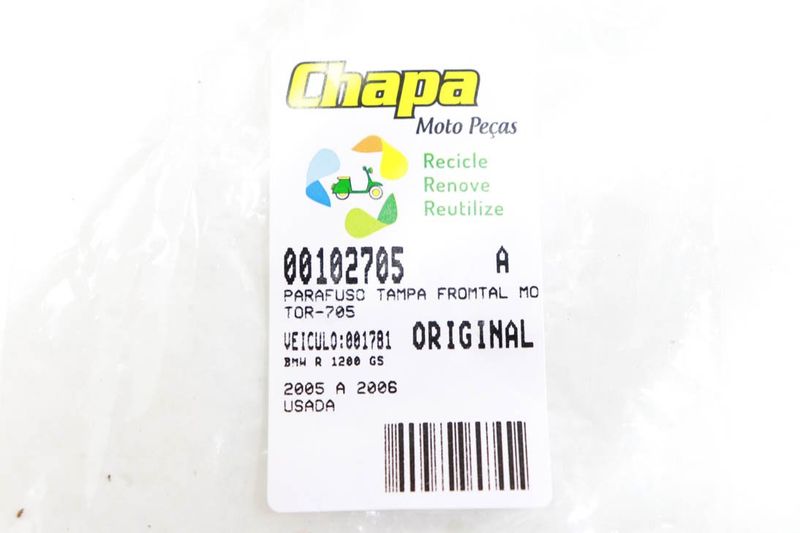 Chapa
Moto Peças
Recicle
Renove
Reutilize
00102705 A
PARAFUSO TAMPA FROMTAL MO
TOR-705
VEICULO:001781 ORIGINAL
BMW R 1200 GS
2005 A 2006
USADA